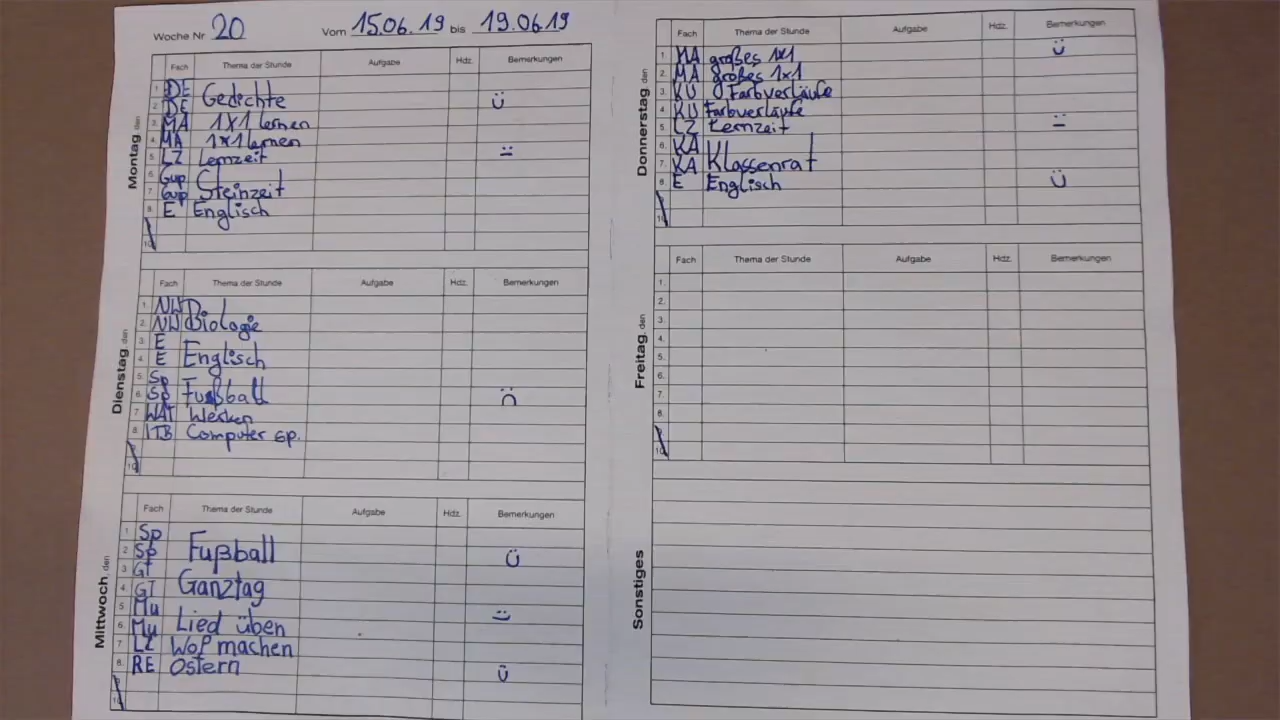 Woche Nr 20 Vom 15.06.19 bis 19.06.19
Montag, den
Fach Thema der Stunde Aufgabe Hdz. Bemerkungen
1. DE
2. DE Gedichte ü
3. MA 1x1 lernen
4. MA 1x1 lernen
5. LZ Lernzeit
6. Gup
7. Gup Steinzeit
8. E Englisch
9.
10.
Dienstag, den
Fach Thema der Stunde Aufgabe Hdz. Bemerkungen
1. NW
2. NW Biologie
3. E
4. E Englisch
5. Sp
6. Sp Fußball
7. WAT Werken
8. ITB Computer sp.
9.
10.
Mittwoch, den
Fach Thema der Stunde Aufgabe Hdz. Bemerkungen
1. Sp
2. Sp Fußball
3. GT
4. GT Ganztag
5. Mu
6. Mu Lied üben
7. LZ WoP machen
8. RE Ostern
9.
10.
Donnerstag, den
Fach Thema der Stunde Aufgabe Hdz. Bemerkungen
1. MA großes 1x1
2. MA großes 1x1
3. KU Farbverläufe
4. KU Farbverläufe
5. LZ Lernzeit
6. KA
7. KA Klassenrat
8. E Englisch
9.
10.
Freitag, den
Fach Thema der Stunde Aufgabe Hdz. Bemerkungen
1.
2.
3.
4.
5.
6.
7.
8.
9.
10.
Sonstiges